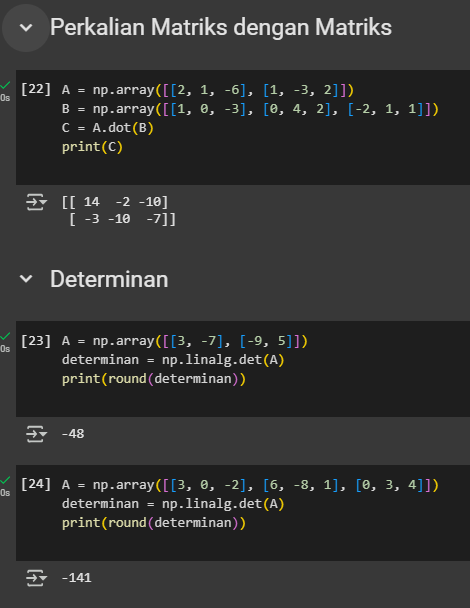 Perkalian Matriks dengan Matriks
[22] A = np.array([[2, 1, -6], [1, -3, 2]])
B = np.array([[1, 0, -3], [0, 4, 2], [-2, 1, 1]])
C = A.dot(B)
print(C)
0s
[[ 14  -2 -10]
[ -3 -10  -7]]
Determinan
[23] A = np.array([[3, -7], [-9, 5]])
determinan = np.linalg.det(A)
print(round(determinan))
0s
-48
[24] A = np.array([[3, 0, -2], [6, -8, 1], [0, 3, 4]])
determinan = np.linalg.det(A)
print(round(determinan))
0s
-141